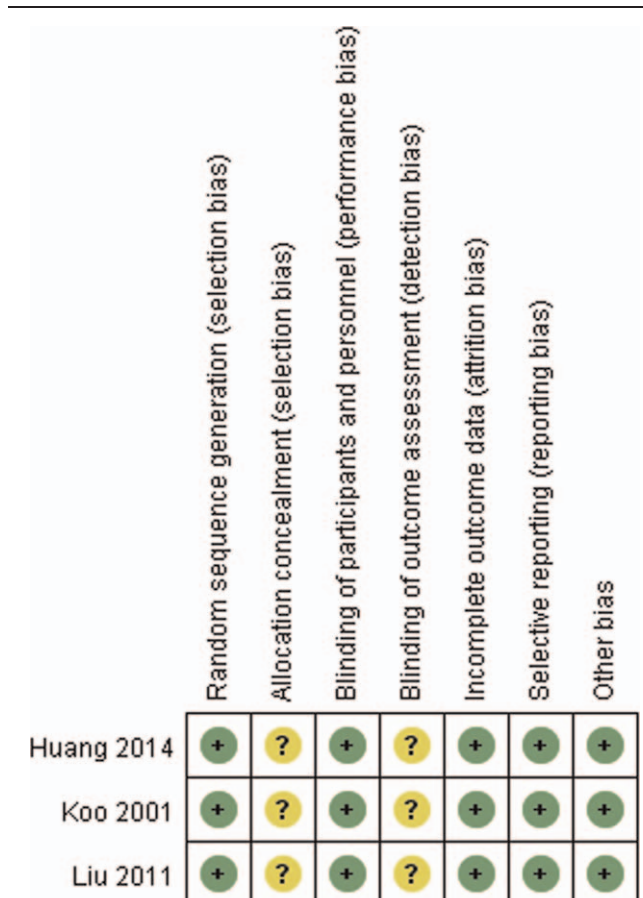 Random sequence generation (selection bias)
Allocation concealment (selection bias)
Blinding of participants and personnel (performance bias)
Blinding of outcome assessment (detection bias)
Incomplete outcome data (attrition bias)
Selective reporting (reporting bias)
Other bias
Huang 2014 + ? + ? + + +
Koo 2001 + ? + ? + + +
Liu 2011 + ? + ? + + +